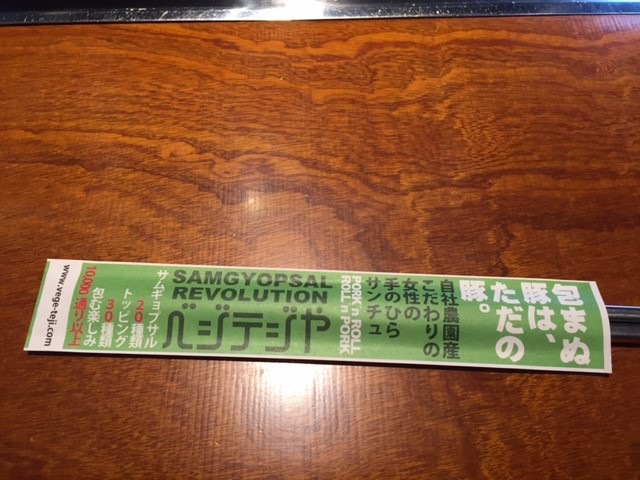 包まぬ
豚は、
ただの
豚。
自社農園産
こだわりの
女性の
手のひら
サンチュ
PORK'n ROLL
ROLL'n PORK
SAMGYOPSAL
REVOLUTION
ベジテジや
サムギョプサル
20種類
トッピング
30種類
包む楽しみ
10,000通り以上
www.vege-teji.com